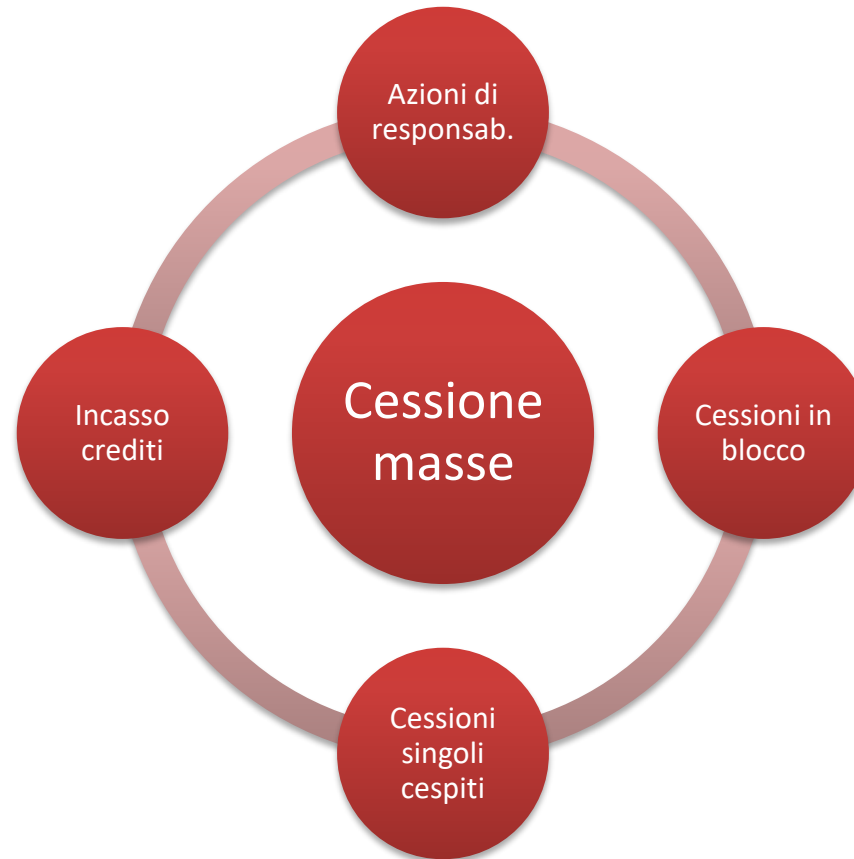 Azioni di
responsab.
Incasso
crediti
Cessione
masse
Cessioni in
blocco
Cessioni
singoli
cespiti